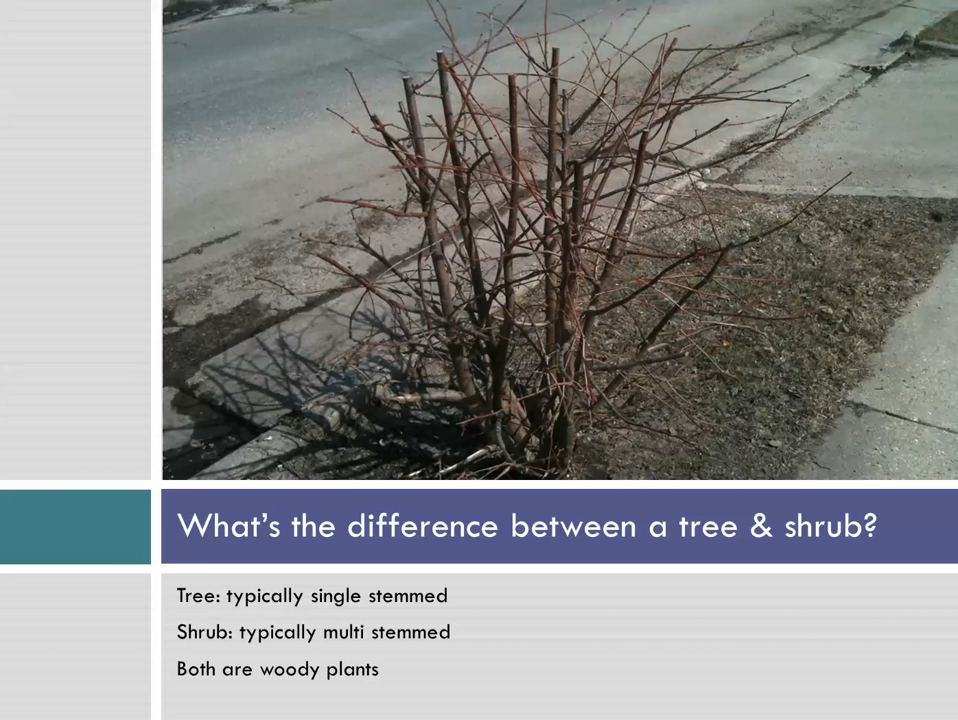 What's the difference between a tree & shrub?
Tree: typically single stemmed
Shrub: typically multi stemmed
Both are woody plants